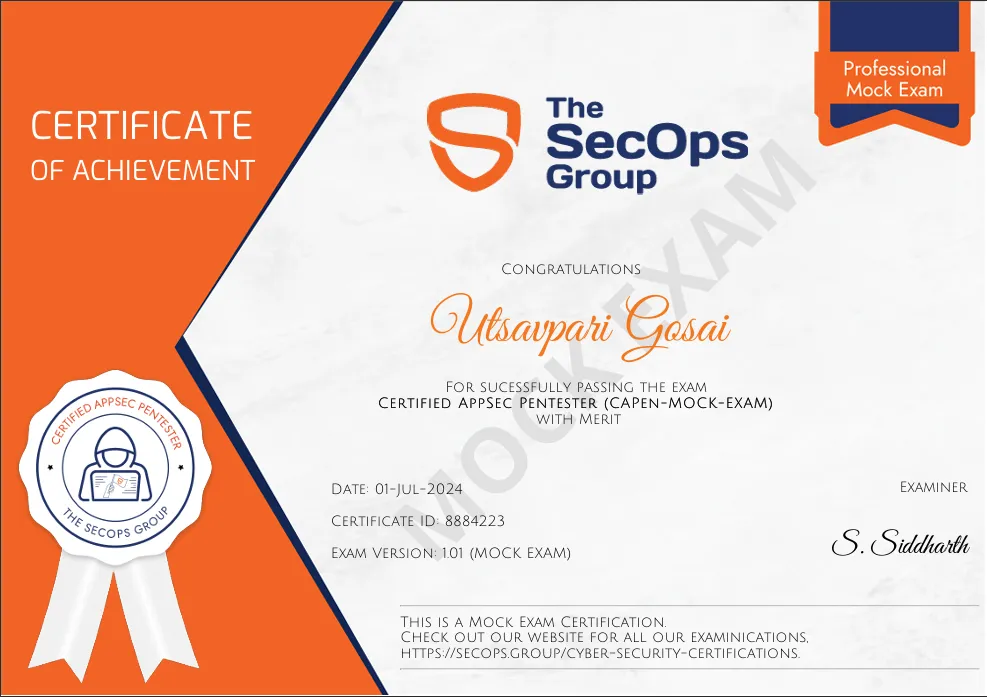 CERTIFICATE
OF ACHIEVEMENT
Professional
Mock Exam
The
SecOps
Group
MOCK EXAM
CONGRATULATIONS
Utsavpari Gosai
FOR SUCESSFULLY PASSING THE EXAM
CERTIFIED APPSEC PENTESTER (CAPEN-MOCK-EXAM)
WITH MERIT
CERTIFIED APPSEC PENTESTER
THE SECOPS GROUP
DATE: 01-JUL-2024
CERTIFICATE ID: 8884223
EXAM VERSION: 1.01 (MOCK EXAM)
EXAMINER
S. Siddharth
THIS IS A MOCK EXAM CERTIFICATION.
CHECK OUT OUR WEBSITE FOR ALL OUR EXAMINICATIONS,
HTTPS://SECOPS.GROUP/CYBER-SECURITY-CERTIFICATIONS.